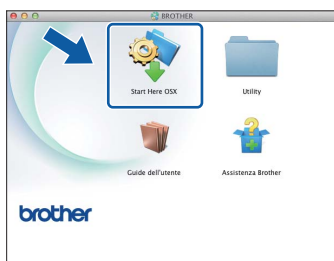 BROTHER
Start Here OSX
Utility
Guide dell'utente
Assistenza Brother
brother